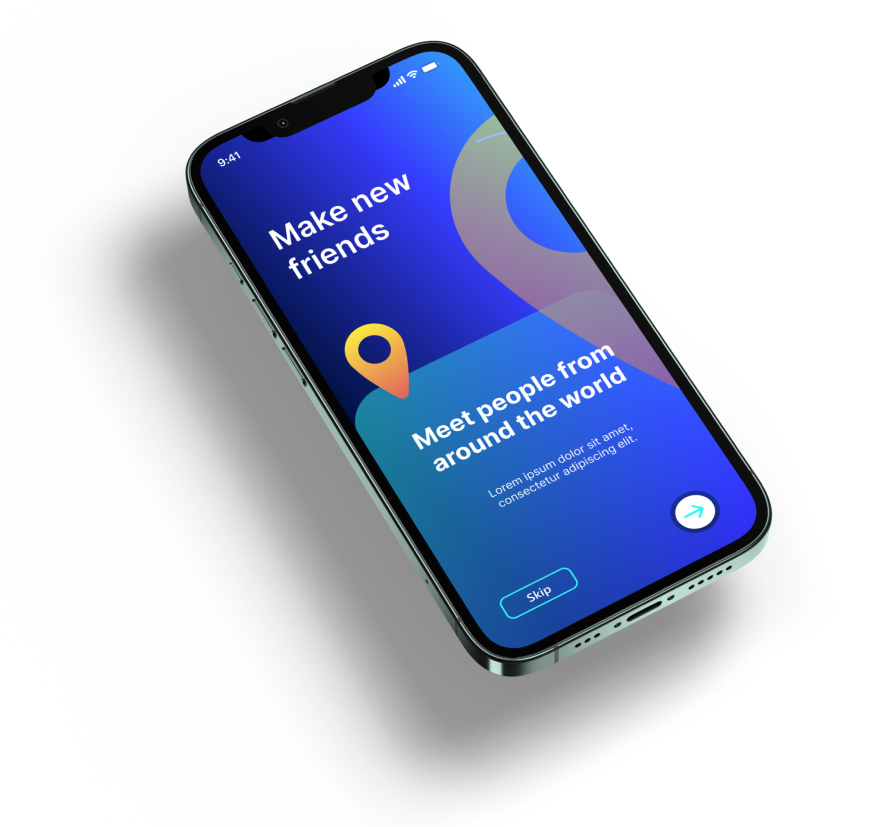 9:41
Make new
friends
Meet people from
around the world
Lorem ipsum dolor sit amet,
consectetur adipiscing elit.
Skip